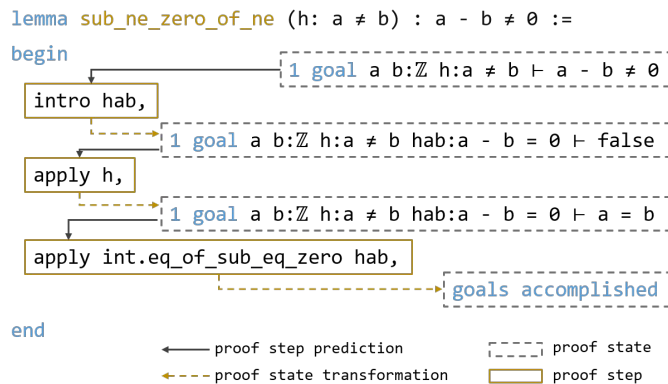 lemma sub_ne_zero_of_ne (h: a ≠ b) : a - b ≠ 0 :=
begin
1 goal a b:ℤ h:a ≠ b ⊢ a - b ≠ 0
intro hab,
1 goal a b:ℤ h:a ≠ b hab:a - b = 0 ⊢ false
apply h,
1 goal a b:ℤ h:a ≠ b hab:a - b = 0 ⊢ a = b
apply int.eq_of_sub_eq_zero hab,
goals accomplished
end
proof step prediction
proof state
proof state transformation
proof step